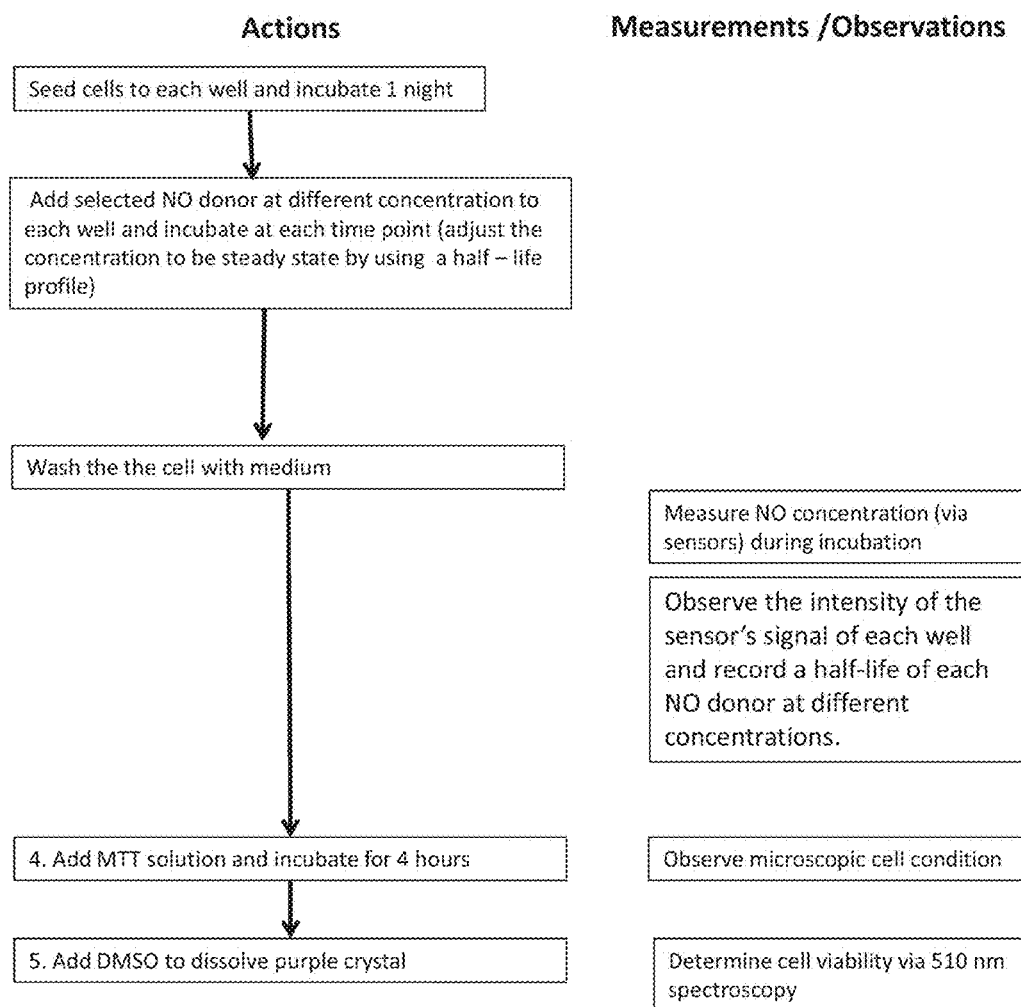 Actions
Measurements /Observations
Seed cells to each well and incubate 1 night
Add selected NO donor at different concentration to
each well and incubate at each time point (adjust the
concentration to be steady state by using a half – life
profile)
Wash the the cell with medium
Measure NO concentration (via
sensors) during incubation
Observe the intensity of the
sensor's signal of each well
and record a half-life of each
NO donor at different
concentrations.
4. Add MTT solution and incubate for 4 hours
Observe microscopic cell condition
5. Add DMSO to dissolve purple crystal
Determine cell viability via 510 nm
spectroscopy